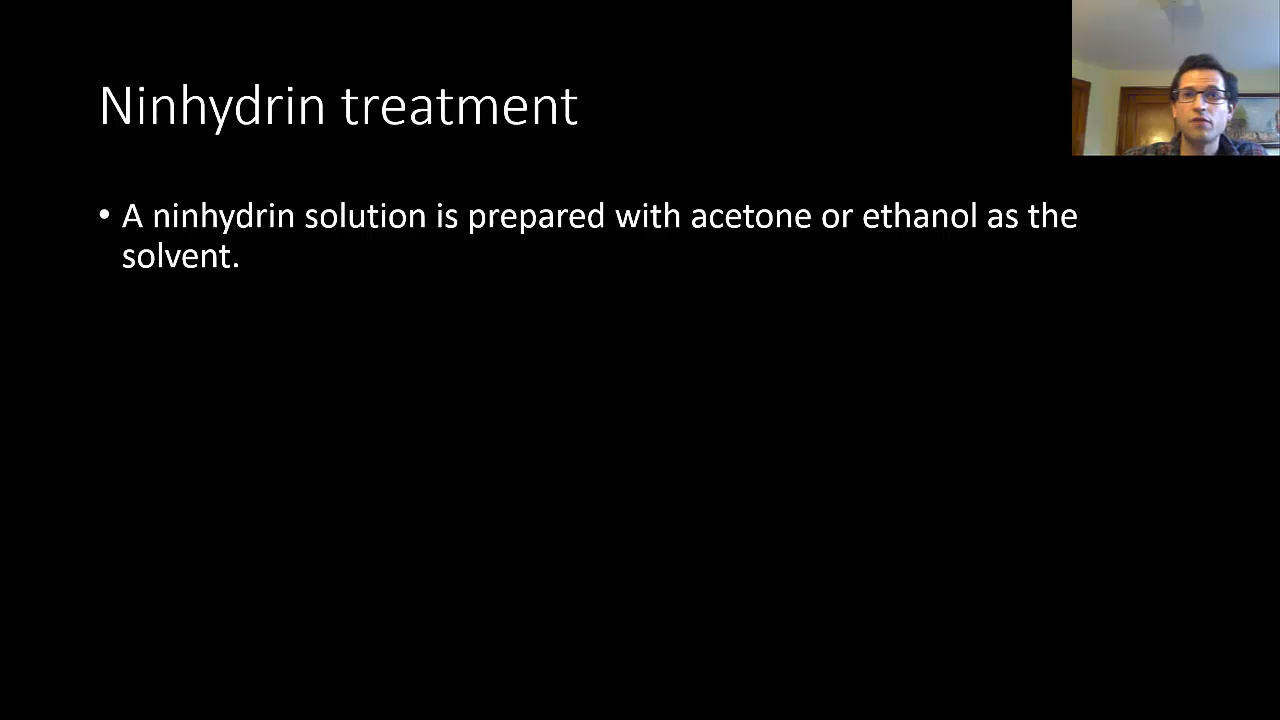 Ninhydrin treatment
• A ninhydrin solution is prepared with acetone or ethanol as the
solvent.